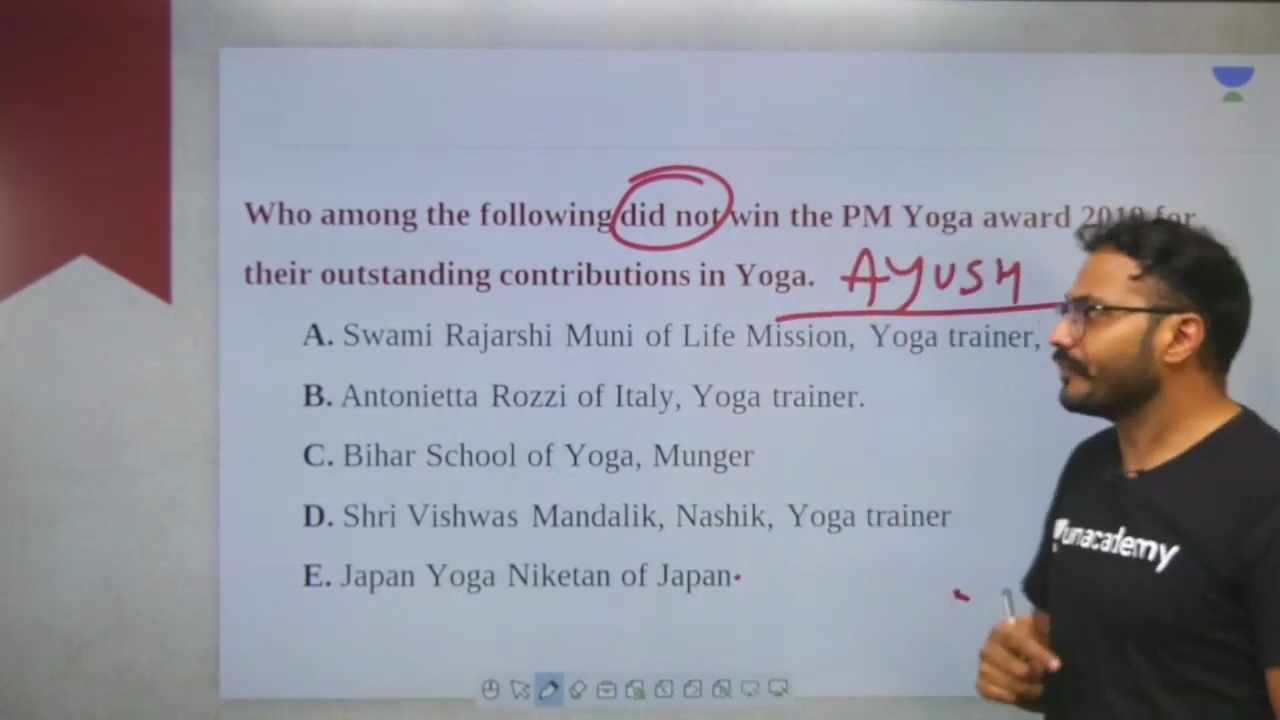 Who among the following did not win the PM Yoga award 2019 for
their outstanding contributions in Yoga. AYUSH
A. Swami Rajarshi Muni of Life Mission, Yoga trainer,
B. Antonietta Rozzi of Italy, Yoga trainer.
C. Bihar School of Yoga, Munger
D. Shri Vishwas Mandalik, Nashik, Yoga trainer
E. Japan Yoga Niketan of Japan
unacademy